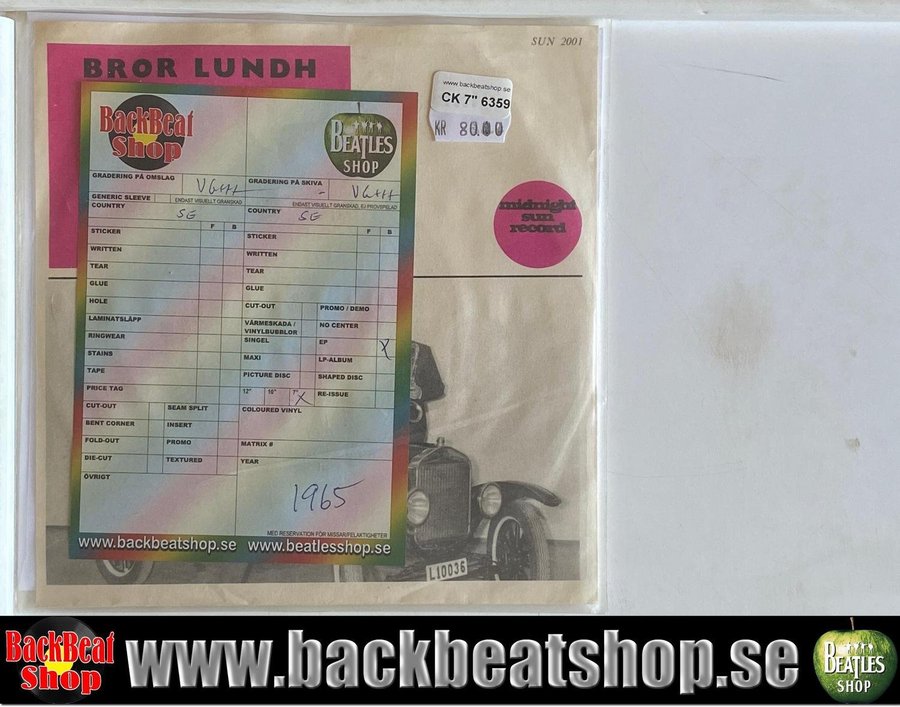 SUN 2001
BROR LUNDH
www.backbeatshop.se
CK 7" 6359
KR 80.00
midnight
sun
record
BackBeat
Shop
BEATLES
SHOP
GRADERING PÅ OMSLAG
VG++
GRADERING PÅ SKIVA
VG++
GENERIC SLEEVE
ENDAST VISUELLT GRANSKAD
ENDAST VISUELLT GRANSKAD, EJ PROVSPELAD
COUNTRY SE
COUNTRY SE
F B
F B
STICKER
STICKER
WRITTEN
WRITTEN
TEAR
TEAR
GLUE
GLUE
HOLE
CUT-OUT
PROMO / DEMO
LAMINATSLÄPP
VÄRMESKADA /
VINYLBUBBLOR
NO CENTER
RINGWEAR
SINGEL
EP X
STAINS
MAXI
LP-ALBUM
TAPE
PICTURE DISC
SHAPED DISC
PRICE TAG
12" 10" 7" X
RE-ISSUE
CUT-OUT
SEAM SPLIT
COLOURED VINYL
BENT CORNER
INSERT
FOLD-OUT
PROMO
MATRIX #
DIE-CUT
TEXTURED
YEAR
ÖVRIGT
1965
MED RESERVATION FÖR MISSAR/FELAKTIGHETER
www.backbeatshop.se www.beatlesshop.se
L10036
BackBeat
Shop
www.backbeatshop.se
BEATLES
SHOP